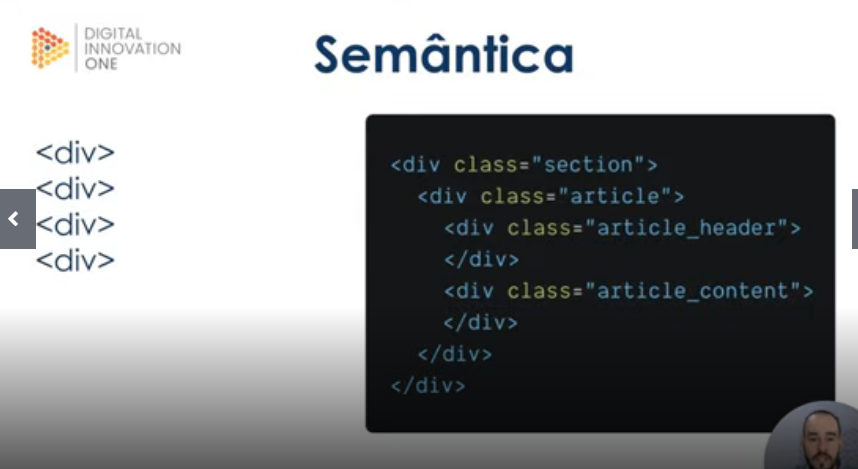 DIGITAL
INNOVATION
ONE
Semântica
<div>
<div>
<div>
<div>
<div class="section">
<div class="article">
<div class="article_header">
</div>
<div class="article_content">
</div>
</div>
</div>